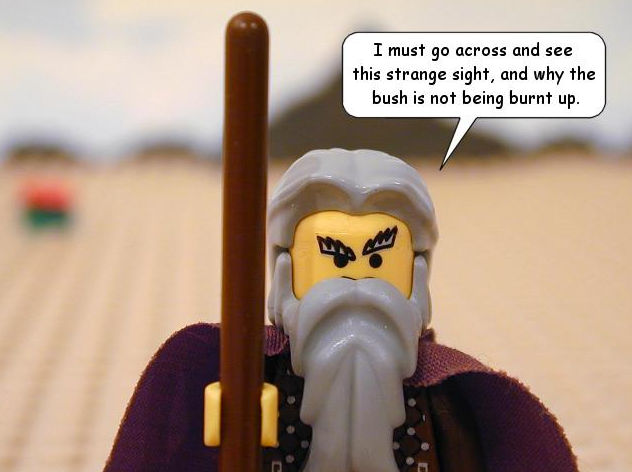 I must go across and see
this strange sight, and why the
bush is not being burnt up.